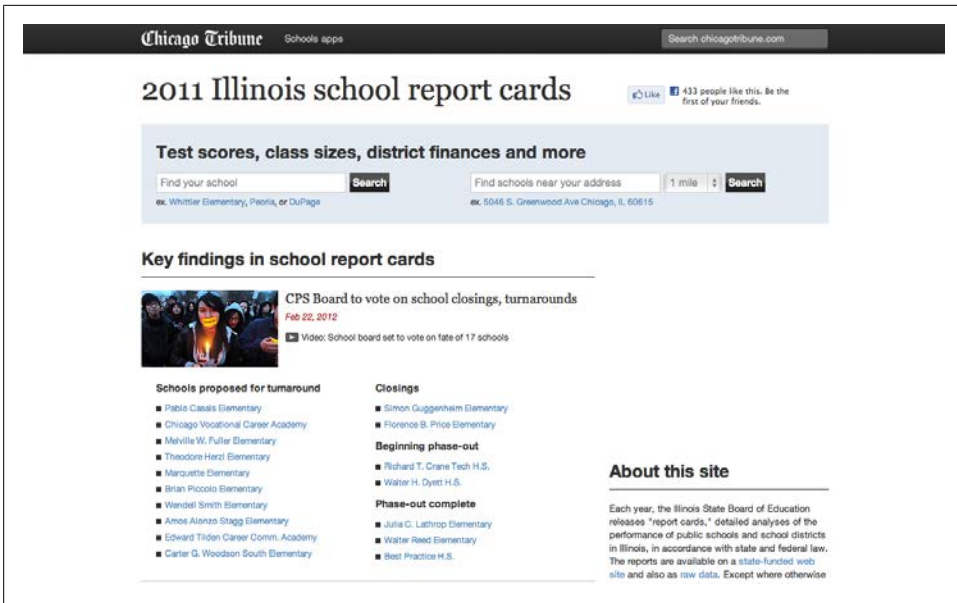 Chicago Tribune Schools apps Search chicagotribune.com
2011 Illinois school report cards
Like 433 people like this. Be the
first of your friends.
Test scores, class sizes, district finances and more
Find your school Search
ex. Whittier Elementary, Peoria, or DuPage
Find schools near your address 1 mile Search
ex. 5046 S. Greenwood Ave Chicago, IL 60615
Key findings in school report cards
CPS Board to vote on school closings, turnarounds
Feb 22, 2012
Video: School board set to vote on fate of 17 schools
Schools proposed for turnaround
Pablo Casals Elementary
Chicago Vocational Career Academy
Melville W. Fuller Elementary
Theodore Herzl Elementary
Marquette Elementary
Brian Piccolo Elementary
Wendell Smith Elementary
Amos Alonzo Stagg Elementary
Edward Tilden Career Comm. Academy
Carter G. Woodson South Elementary
Closings
Simon Guggenheim Elementary
Florence B. Price Elementary
Beginning phase-out
Richard T. Crane Tech H.S.
Walter H. Dyett H.S.
Phase-out complete
Julia C. Lathrop Elementary
Walter Reed Elementary
Best Practice H.S.
About this site
Each year, the Illinois State Board of Education
releases "report cards," detailed analyses of the
performance of public schools and school districts
in Illinois, in accordance with state and federal law.
The reports are available on a state-funded web
site and also as raw data. Except where otherwise